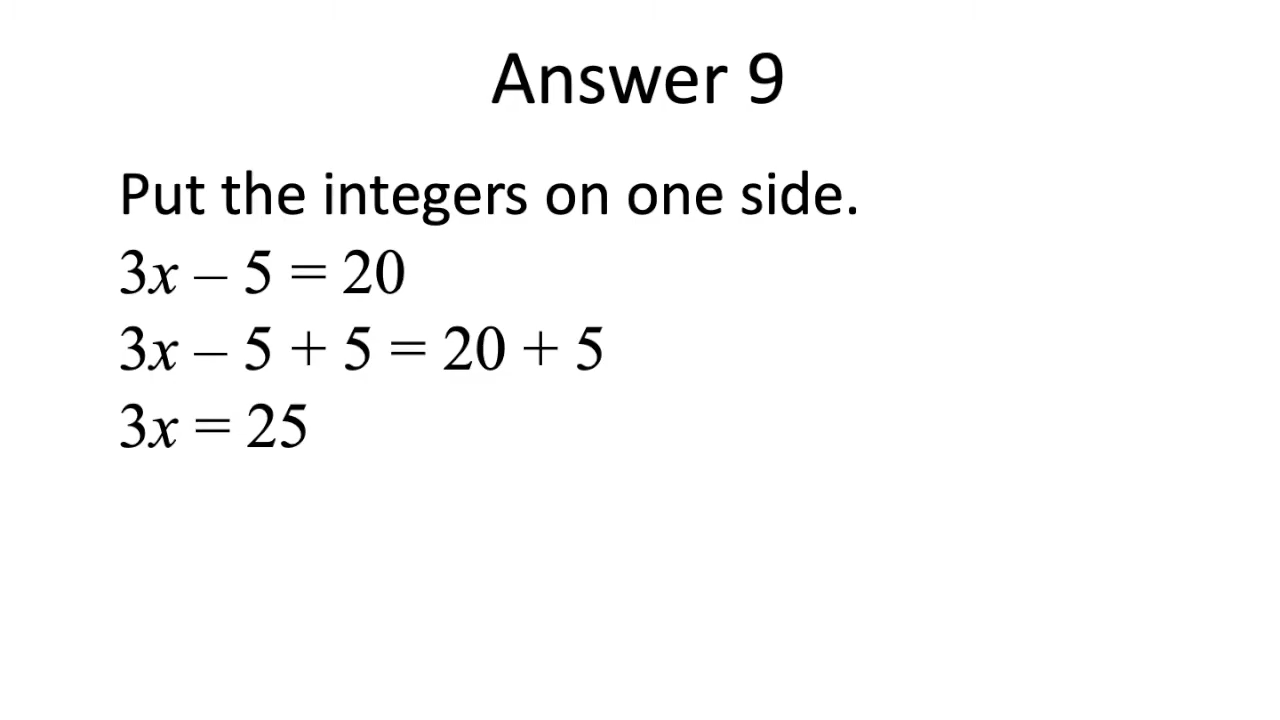 Answer 9
Put the integers on one side.
3x – 5 = 20
3x – 5 + 5 = 20 + 5
3x = 25